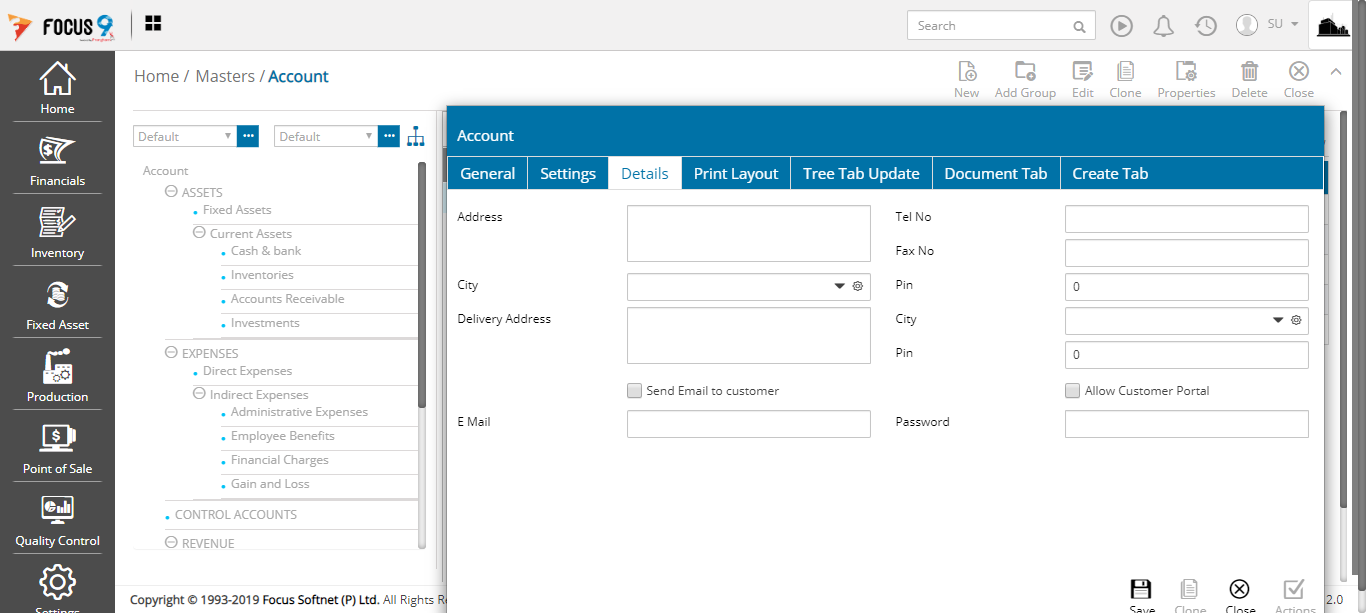 FOCUS 9
Search
SU
Home / Masters / Account
New
Add Group
Edit
Clone
Properties
Delete
Close
Home
Financials
Inventory
Fixed Asset
Production
Point of Sale
Quality Control
Settings
Default
Default
Account
ASSETS
Fixed Assets
Current Assets
Cash & bank
Inventories
Accounts Receivable
Investments
EXPENSES
Direct Expenses
Indirect Expenses
Administrative Expenses
Employee Benefits
Financial Charges
Gain and Loss
CONTROL ACCOUNTS
REVENUE
Account
General
Settings
Details
Print Layout
Tree Tab Update
Document Tab
Create Tab
Address
Tel No
Fax No
City
Pin
0
Delivery Address
City
Pin
0
Send Email to customer
Allow Customer Portal
E Mail
Password
Save
Clone
Close
Actions
Copyright © 1993-2019 Focus Softnet (P) Ltd. All Rights R
2.0